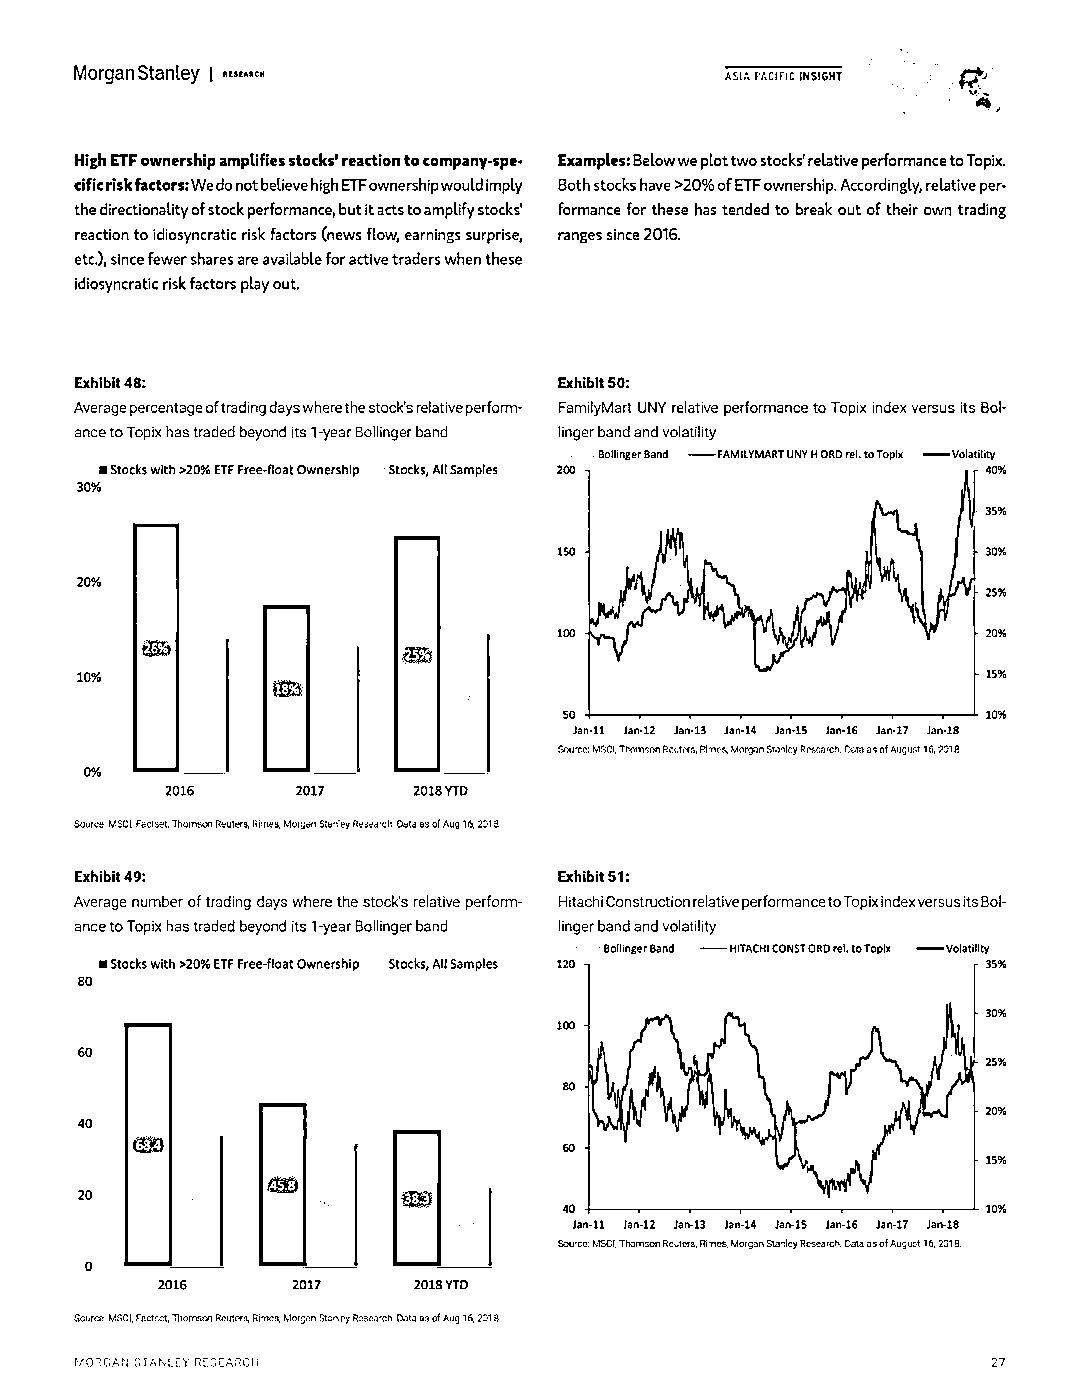 Morgan Stanley | RESEARCH
ASIA PACIFIC INSIGHT
High ETF ownership amplifies stocks' reaction to company-spe-
cific risk factors: We do not believe high ETF ownership would imply
the directionality of stock performance, but it acts to amplify stocks'
reaction to idiosyncratic risk factors (news flow, earnings surprise,
etc.), since fewer shares are available for active traders when these
idiosyncratic risk factors play out.
Examples: Below we plot two stocks' relative performance to Topix.
Both stocks have >20% of ETF ownership. Accordingly, relative per-
formance for these has tended to break out of their own trading
ranges since 2016.
Exhibit 48:
Average percentage of trading days where the stock's relative perform-
ance to Topix has traded beyond its 1-year Bollinger band
Stocks with >20% ETF Free-float Ownership Stocks, All Samples
30%
20%
10%
0%
26%
18%
25%
2016 2017 2018 YTD
Source: MSCI, Factset, Thomson Reuters, Rimes, Morgan Stanley Research. Data as of Aug 16, 2018
Exhibit 50:
FamilyMart UNY relative performance to Topix index versus its Bol-
linger band and volatility
Bollinger Band FAMILYMART UNY H ORD rel. to Topix Volatility
200
150
100
50
40%
35%
30%
25%
20%
15%
10%
Jan-11 Jan-12 Jan-13 Jan-14 Jan-15 Jan-16 Jan-17 Jan-18
Source: MSCI, Thomson Reuters, Rimes, Morgan Stanley Research. Data as of August 16, 2018
Exhibit 49:
Average number of trading days where the stock's relative perform-
ance to Topix has traded beyond its 1-year Bollinger band
Stocks with >20% ETF Free-float Ownership Stocks, All Samples
80
60
40
20
0
68.4
45.8
38.3
2016 2017 2018 YTD
Source: MSCI, Factset, Thomson Reuters, Rimes, Morgan Stanley Research. Data as of Aug 16, 2018
Exhibit 51:
Hitachi Construction relative performance to Topix index versus its Bol-
linger band and volatility
Bollinger Band HITACHI CONST ORD rel. to Topix Volatility
120
100
80
60
40
35%
30%
25%
20%
15%
10%
Jan-11 Jan-12 Jan-13 Jan-14 Jan-15 Jan-16 Jan-17 Jan-18
Source: MSCI, Thomson Reuters, Rimes, Morgan Stanley Research. Data as of August 16, 2018.
MORGAN STANLEY RESEARCH
27